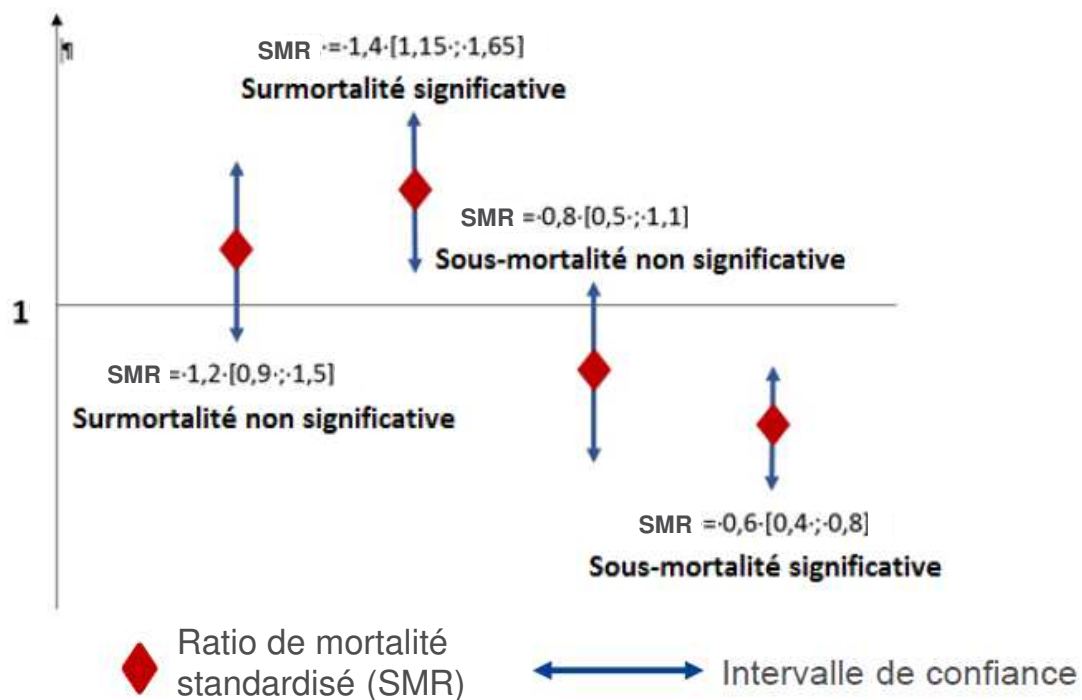 ¶
SMR ·=·1,4·[1,15·;·1,65]
Surmortalité significative
SMR =·0,8·[0,5·;·1,1]
Sous-mortalité non significative
1
SMR =·1,2·[0,9·;·1,5]
Surmortalité non significative
SMR =·0,6·[0,4·;·0,8]
Sous-mortalité significative
Ratio de mortalité
standardisé (SMR)
Intervalle de confiance